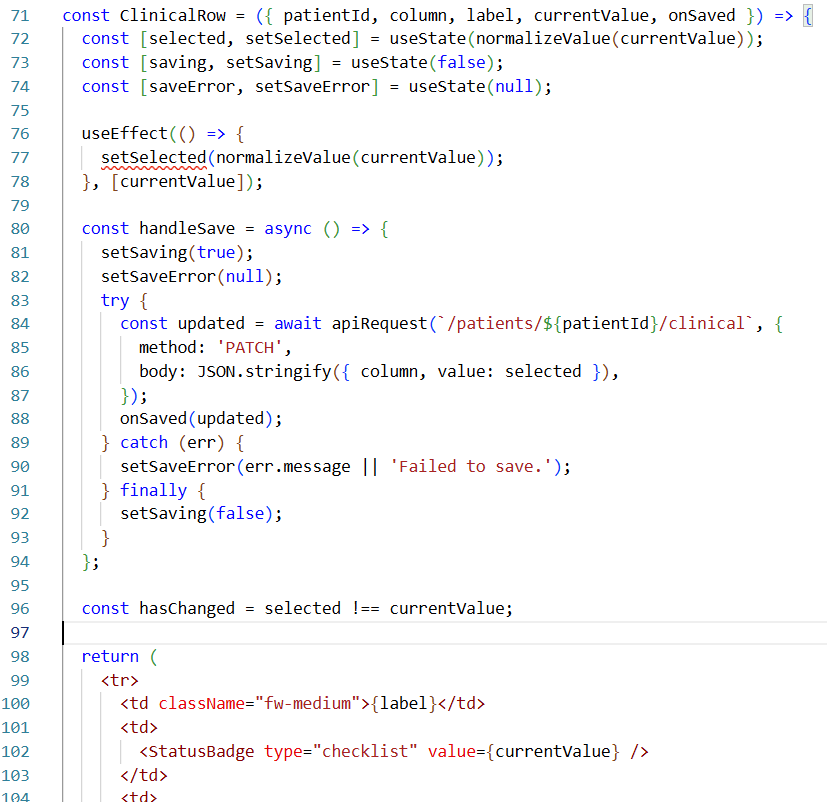 71 const ClinicalRow = ({ patientId, column, label, currentValue, onSaved }) => {
72   const [selected, setSelected] = useState(normalizeValue(currentValue));
73   const [saving, setSaving] = useState(false);
74   const [saveError, setSaveError] = useState(null);
75
76   useEffect(() => {
77     setSelected(normalizeValue(currentValue));
78   }, [currentValue]);
79
80   const handleSave = async () => {
81     setSaving(true);
82     setSaveError(null);
83     try {
84       const updated = await apiRequest(`/patients/${patientId}/clinical`, {
85         method: 'PATCH',
86         body: JSON.stringify({ column, value: selected }),
87       });
88       onSaved(updated);
89     } catch (err) {
90       setSaveError(err.message || 'Failed to save.');
91     } finally {
92       setSaving(false);
93     }
94   };
95
96   const hasChanged = selected !== currentValue;
97
98   return (
99     <tr>
100       <td className="fw-medium">{label}</td>
101       <td>
102         <StatusBadge type="checklist" value={currentValue} />
103       </td>
104       <td>